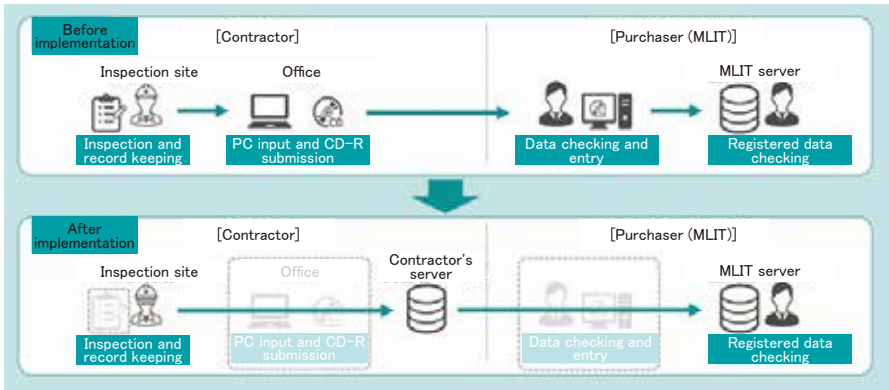 Before
implementation
[Contractor]
[Purchaser (MLIT)]
Inspection site
Office
MLIT server
CD
Inspection and
record keeping
PC input and CD-R
submission
Data checking and
entry
Registered data
checking
After
implementation
[Contractor]
[Purchaser (MLIT)]
Inspection site
Office
Contractor's
server
MLIT server
Inspection and
record keeping
PC input and CD-R
submission
Data checking and
entry
Registered data
checking